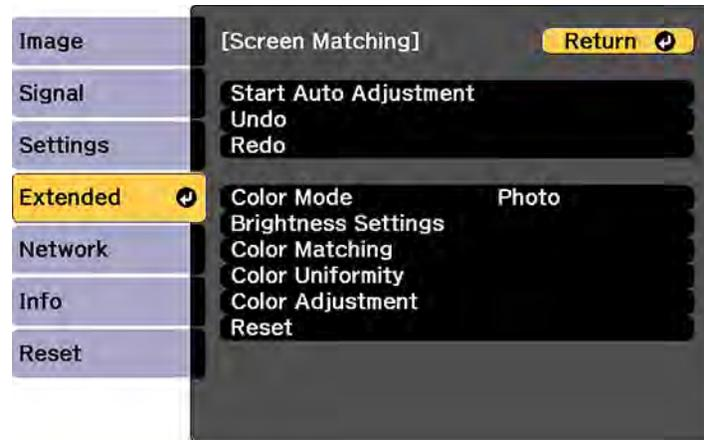 Image
Signal
Settings
Extended
Network
Info
Reset
[Screen Matching]
Return
Start Auto Adjustment
Undo
Redo
Color Mode Photo
Brightness Settings
Color Matching
Color Uniformity
Color Adjustment
Reset